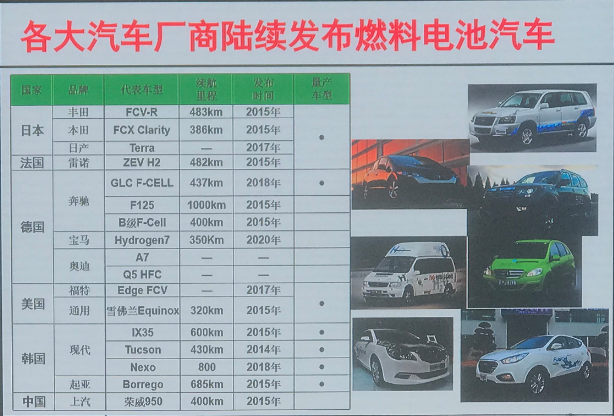 各大汽车厂商陆续发布燃料电池汽车
国家 品牌 代表车型 续航里程 发布时间 量产车型
日本 丰田 FCV-R 483km 2015年
本田 FCX Clarity 386km 2015年 •
日产 Terra — 2017年
法国 雷诺 ZEV H2 482km 2015年
德国 奔驰 GLC F-CELL 437km 2018年 •
F125 1000km 2015年
B级F-Cell 400km 2015年
宝马 Hydrogen7 350Km 2020年
奥迪 A7 — —
Q5 HFC — —
美国 福特 Edge FCV — 2017年
通用 雪佛兰Equinox 320km 2015年 •
韩国 现代 IX35 600km 2015年 •
Tucson 430km 2014年 •
Nexo 800 2018年 •
起亚 Borrego 685km 2015年 •
中国 上汽 荣威950 400km 2015年